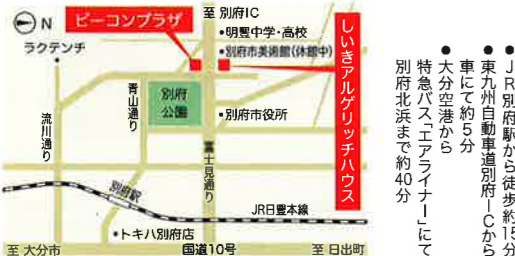 N
至 別府IC
ビーコンプラザ
•明豊中学・高校
•別府市美術館(休館中)
ラクテンチ
しいきアルゲリッチハウス
青山通り
別府
公園
•別府市役所
流川通り
富士見通り
別府駅
JR日豊本線
•トキハ別府店
至 大分市
国道10号
至 日出町
●JR別府駅から徒歩約15分
●東九州自動車道別府ICから
車にて約5分
●大分空港から
特急バス「エアライナー」にて
別府北浜まで約40分